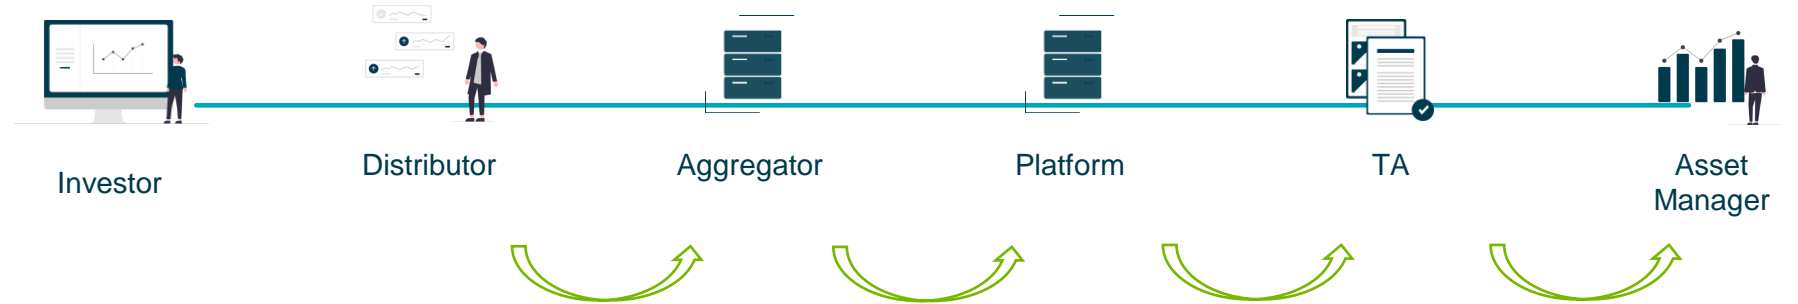 Investor
Distributor
Aggregator
Platform
TA
Asset
Manager